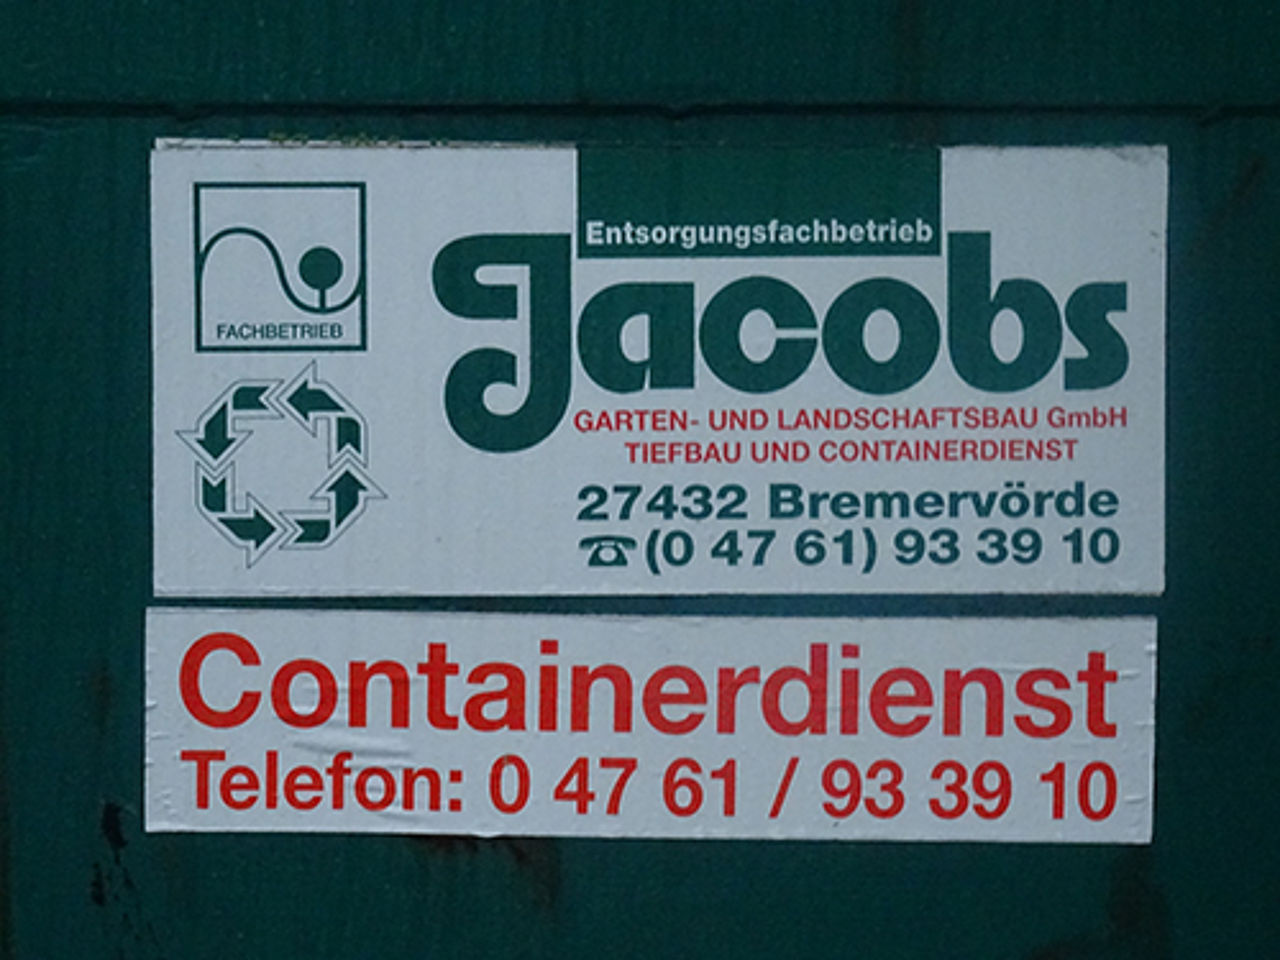 FACHBETRIEB
Entsorgungsfachbetrieb
Jacobs
GARTEN- UND LANDSCHAFTSBAU GmbH
TIEFBAU UND CONTAINERDIENST
27432 Bremervörde
☎(0 47 61) 93 39 10
Containerdienst
Telefon: 0 47 61 / 93 39 10